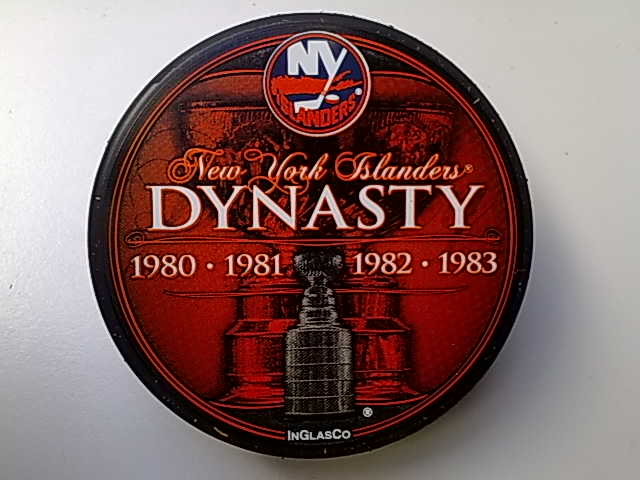 NY
ISLANDERS®
New York Islanders®
DYNASTY
1980 · 1981 1982 · 1983
®
INGLASCO